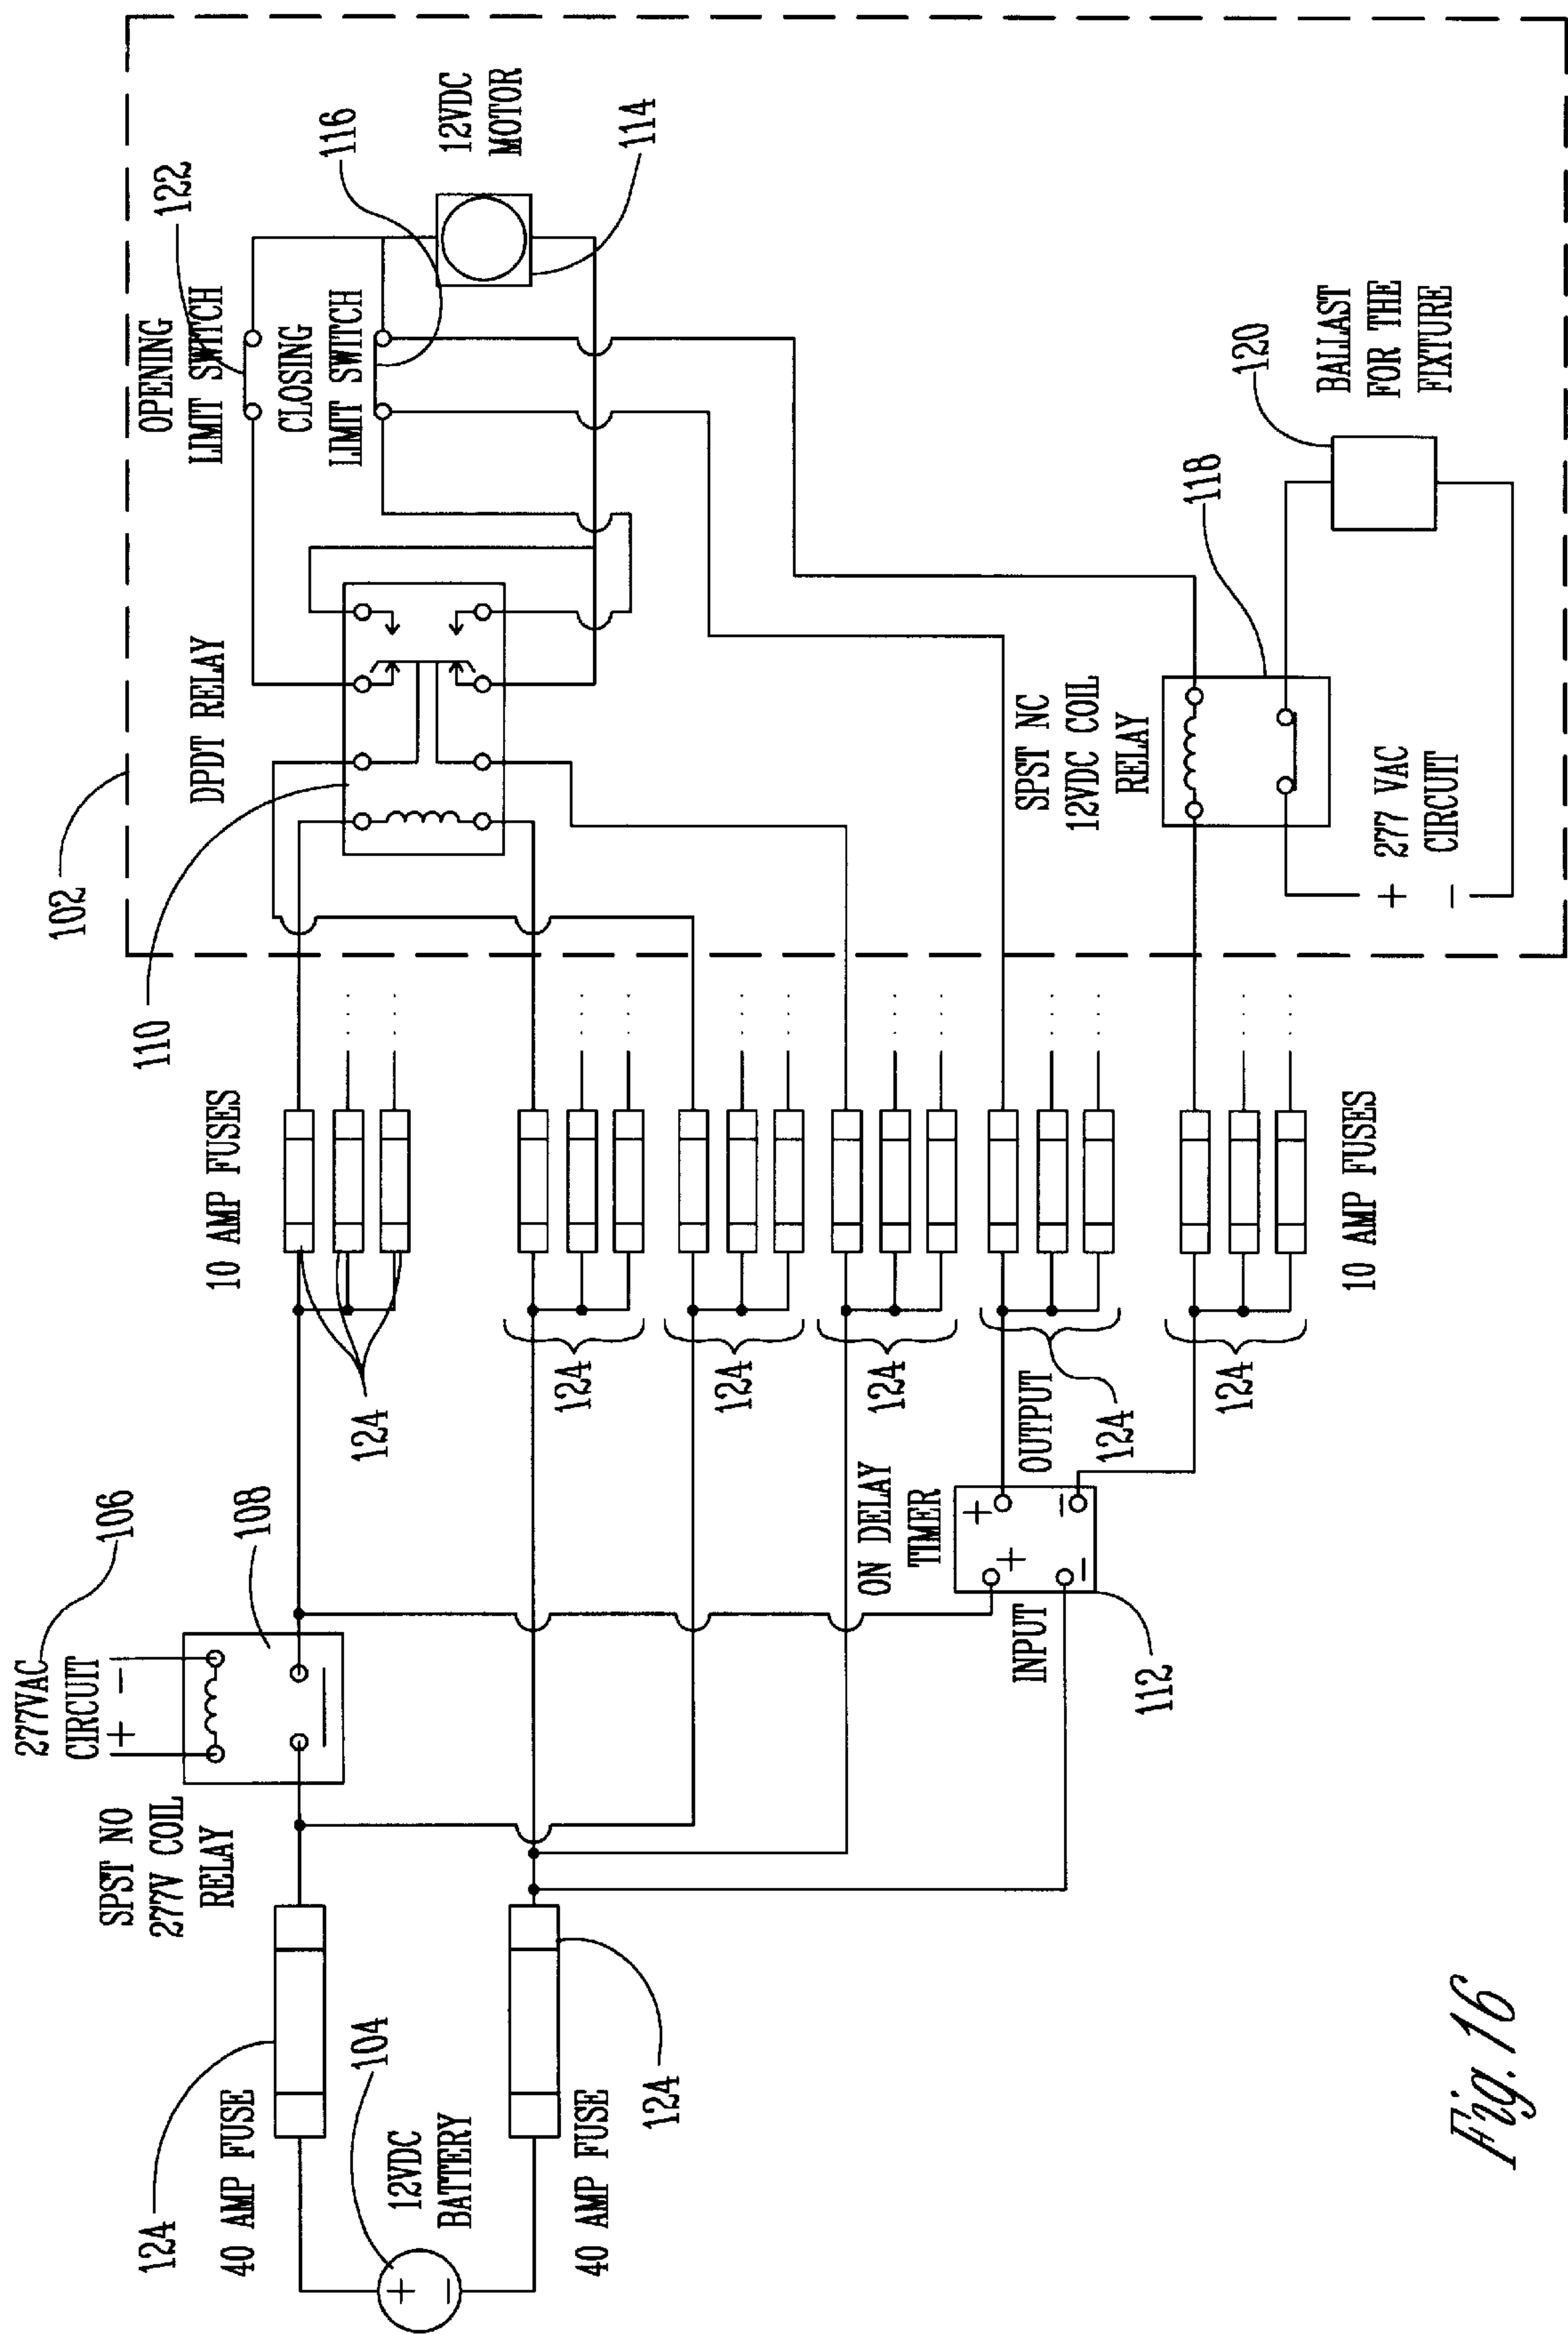 102
DPDT RELAY
OPENING
LIMIT SWITCH
122
CLOSING
LIMIT SWITCH
116
12VDC
MOTOR
114
110
277VAC
CIRCUIT
+ −
106
SPST NO
277V COIL
RELAY
108
10 AMP FUSES
124
124
40 AMP FUSE
104
+
−
12VDC
BATTERY
40 AMP FUSE
124
124
124
124
124
124
10 AMP FUSES
ON DELAY
TIMER
INPUT
+
−
+
−
OUTPUT
112
SPST NC
12VDC COIL
RELAY
118
+ 277 VAC
− CIRCUIT
120
BALLAST
FOR THE
FIXTURE
Fig. 16